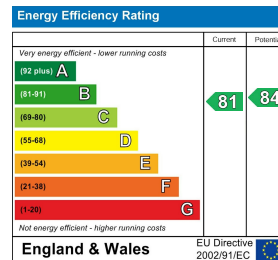 Energy Efficiency Rating
Current Potential
Very energy efficient - lower running costs
(92 plus) A
(81-91) B
81 84
(69-80) C
(55-68) D
(39-54) E
(21-38) F
(1-20) G
Not energy efficient - higher running costs
England & Wales
EU Directive
2002/91/EC